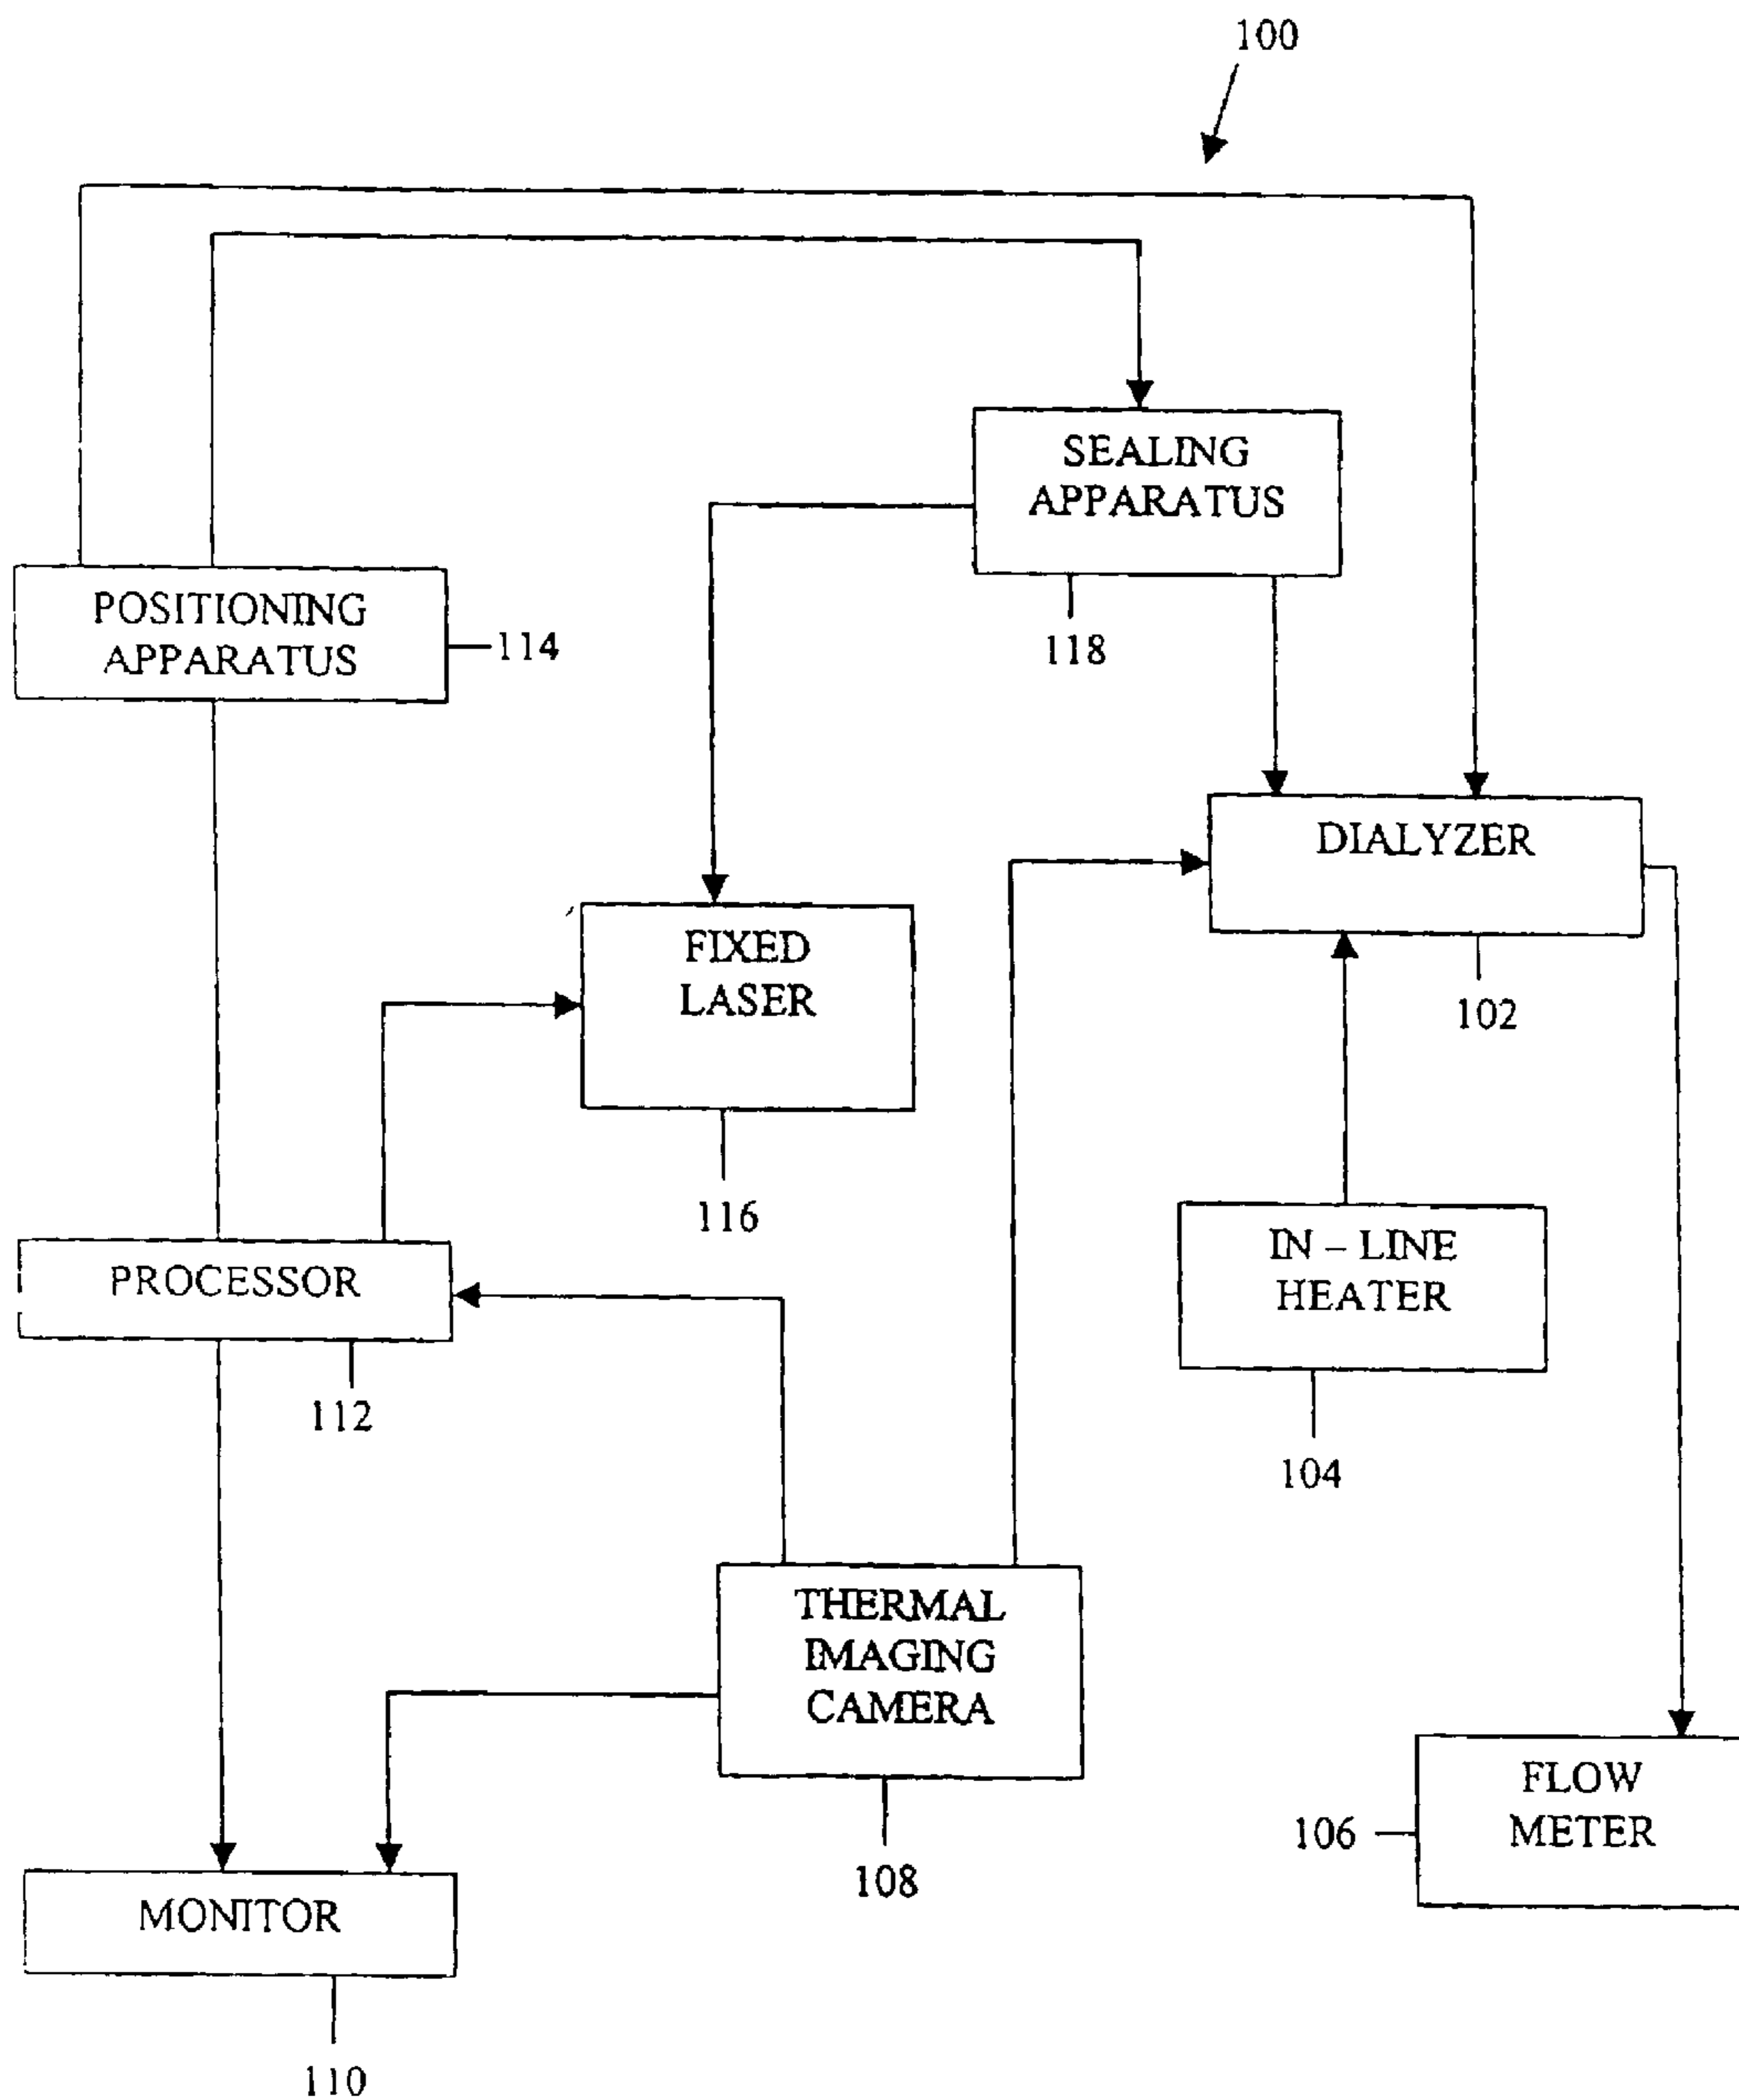 100
SEALING
APPARATUS
118
POSITIONING
APPARATUS
114
DIALYZER
102
FIXED
LASER
116
IN – LINE
HEATER
104
PROCESSOR
112
THERMAL
IMAGING
CAMERA
108
FLOW
METER
106
MONITOR
110